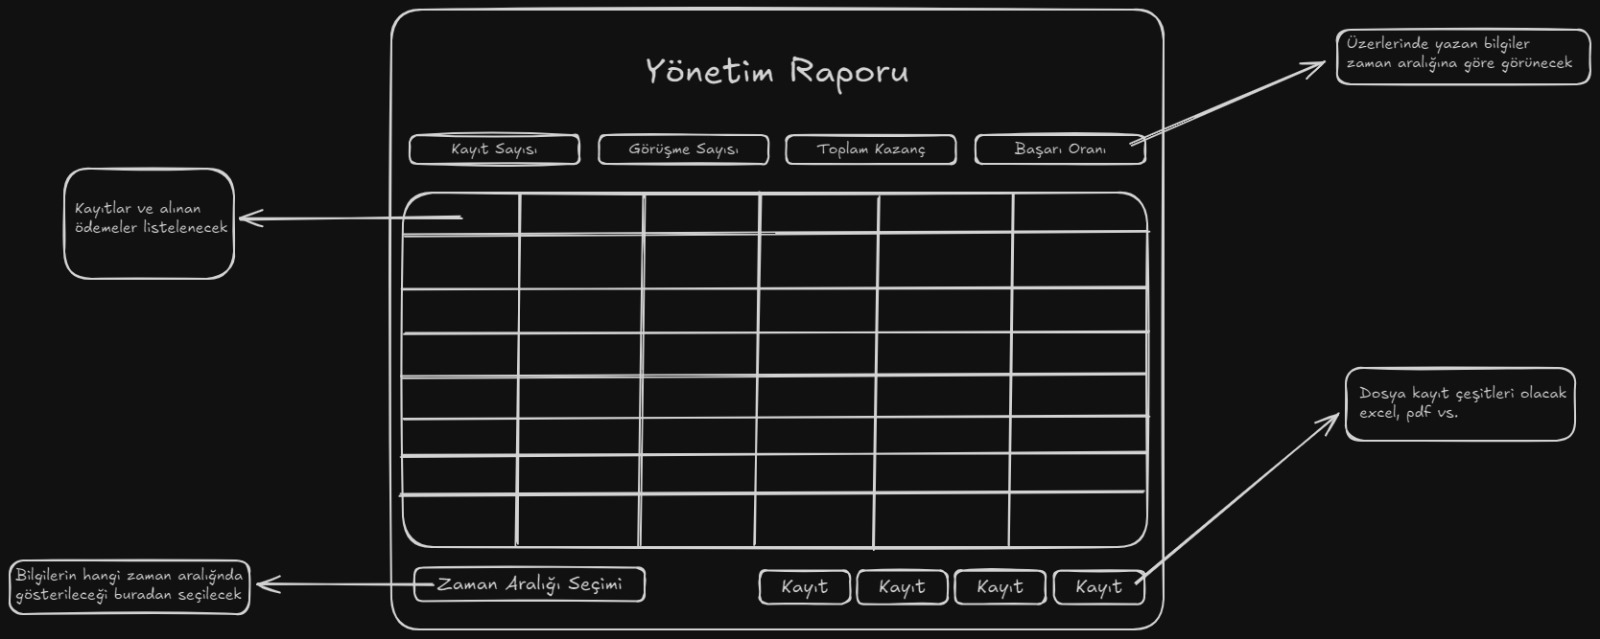 Yönetim Raporu
Üzerlerinde yazan bilgiler
zaman aralığına göre görünecek
Kayıt Sayısı
Görüşme Sayısı
Toplam Kazanç
Başarı Oranı
Kayıtlar ve alınan
ödemeler listelenecek
Dosya kayıt çeşitleri olacak
excel, pdf vs.
Bilgilerin hangi zaman aralığnda
gösterileceği buradan seçilecek
Zaman Aralığı Seçimi
Kayıt
Kayıt
Kayıt
Kayıt